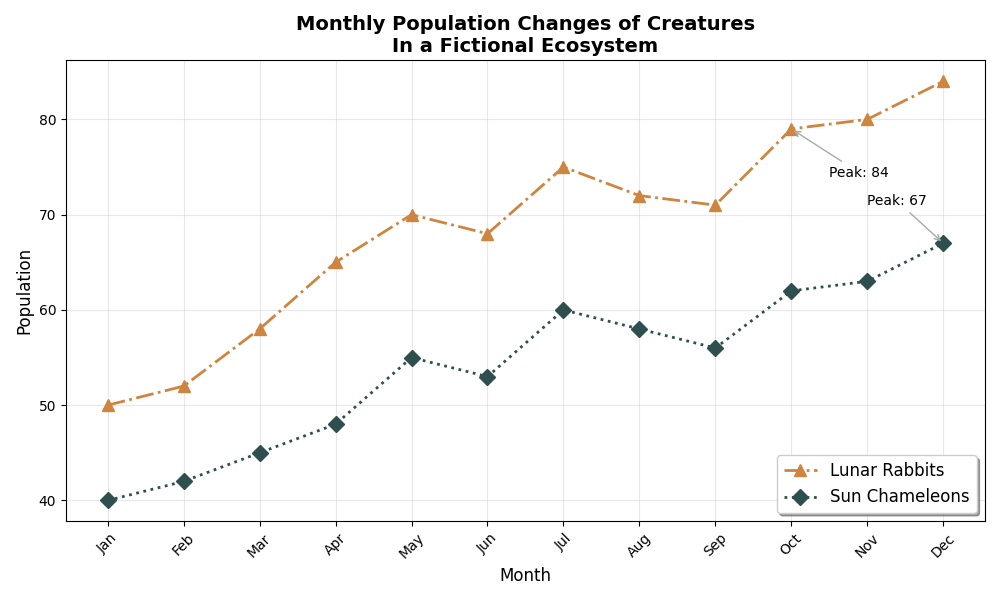 Monthly Population Changes of Creatures
In a Fictional Ecosystem
Population
80
70
60
50
40
Peak: 84
Peak: 67
Lunar Rabbits
Sun Chameleons
Jan
Feb
Mar
Apr
May
Jun
Jul
Aug
Sep
Oct
Nov
Dec
Month